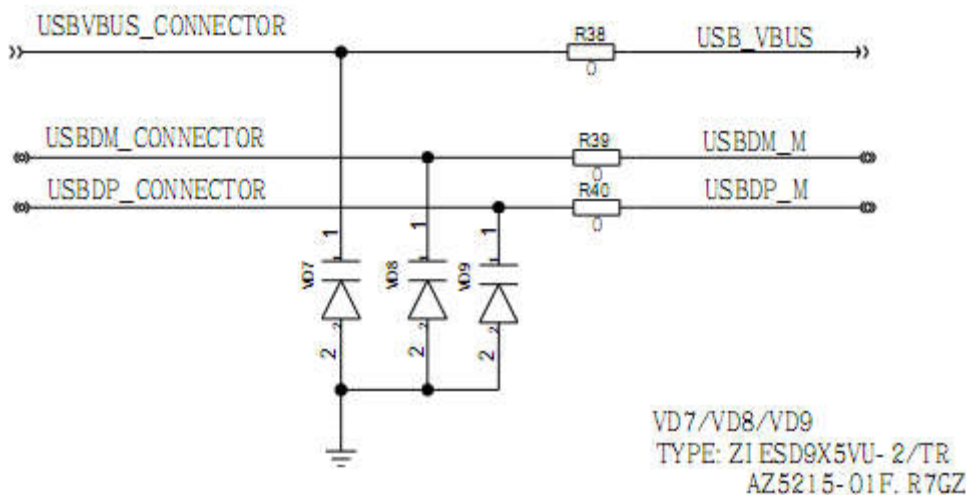 USBVBUS_CONNECTOR
R38
0
USB_VBUS
USBDM_CONNECTOR
R39
0
USBDM_M
USBDP_CONNECTOR
R40
0
USBDP_M
1
1
1
1
VD7
VD8
VD9
2
2
2
2
2
2
VD7/VD8/VD9
TYPE: ZIESD9X5VU-2/TR
AZ5215-01F.R7GZ